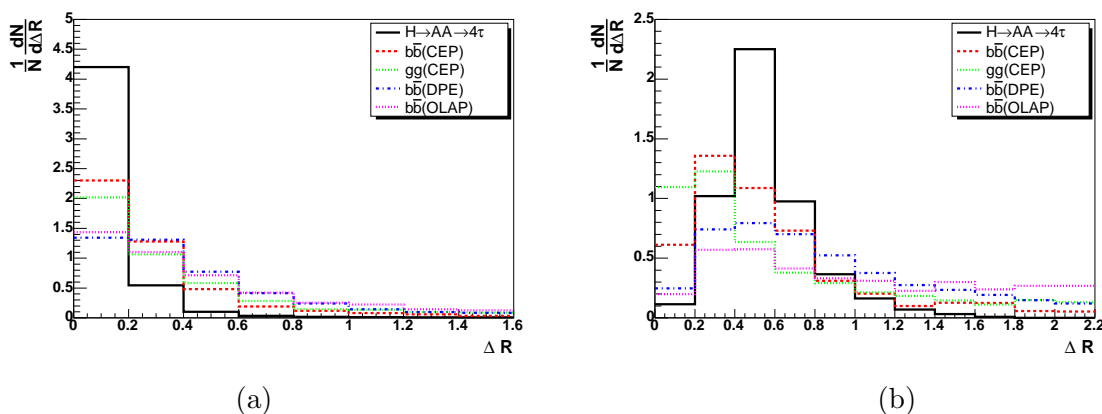 1/N dN/dΔR
5
4.5
4
3.5
3
2.5
2
1.5
1
0.5
0
0 0.2 0.4 0.6 0.8 1 1.2 1.4 1.6
Δ R
H→AA→4τ
bb̅(CEP)
gg(CEP)
bb̅(DPE)
bb̅(OLAP)
(a)
1/N dN/dΔR
2.5
2
1.5
1
0.5
0
0 0.2 0.4 0.6 0.8 1 1.2 1.4 1.6 1.8 2 2.2
Δ R
H→AA→4τ
bb̅(CEP)
gg(CEP)
bb̅(DPE)
bb̅(OLAP)
(b)